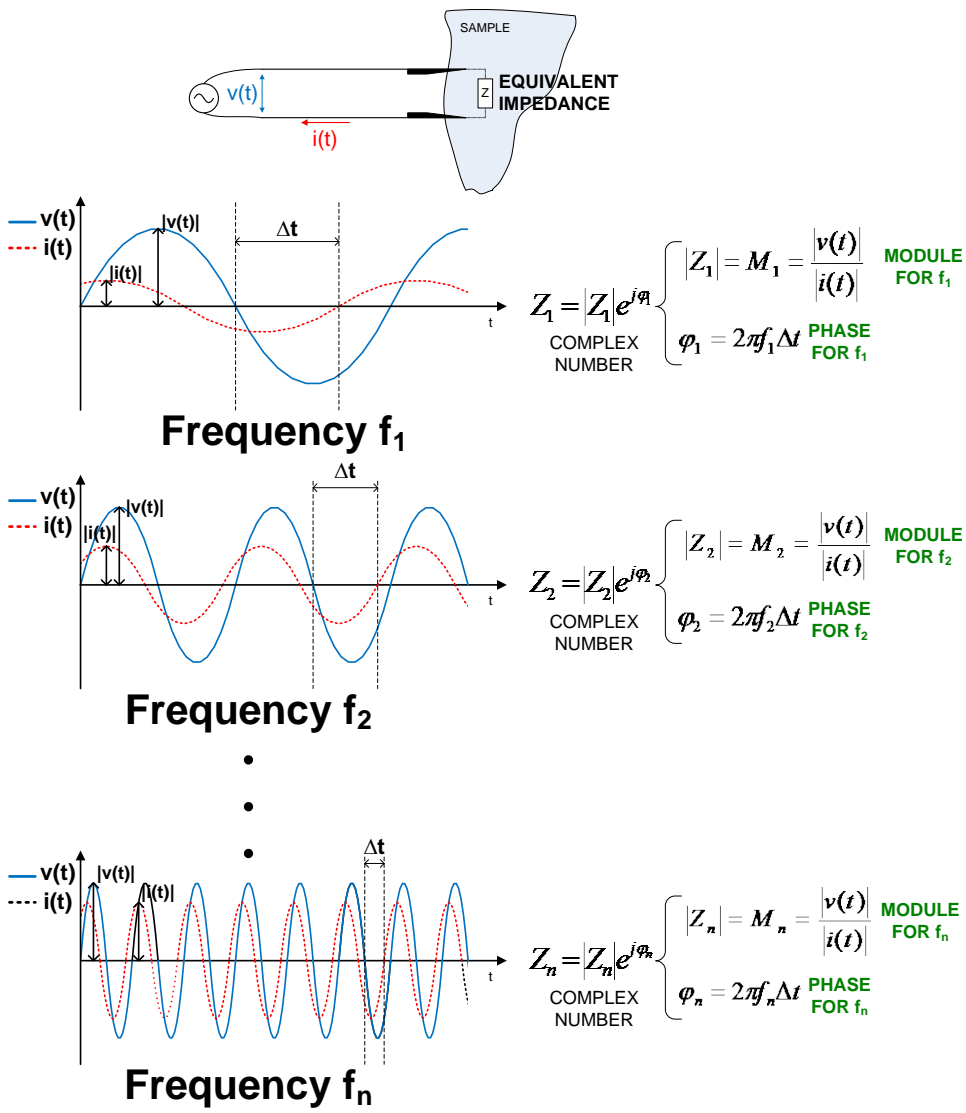 SAMPLE
v(t)
Z
EQUIVALENT
IMPEDANCE
i(t)
v(t)
i(t)
|v(t)|
|i(t)|
Δt
t
Z₁=|Z₁|e^{jφ₁}
COMPLEX
NUMBER
|Z₁| = M₁ = |v(t)| / |i(t)|
MODULE
FOR f₁
φ₁ = 2πf₁Δt
PHASE
FOR f₁
Frequency f₁
v(t)
i(t)
|v(t)|
|i(t)|
Δt
t
Z₂=|Z₂|e^{jφ₂}
COMPLEX
NUMBER
|Z₂| = M₂ = |v(t)| / |i(t)|
MODULE
FOR f₂
φ₂ = 2πf₂Δt
PHASE
FOR f₂
Frequency f₂
v(t)
i(t)
|v(t)|
|i(t)|
Δt
t
Zₙ=|Zₙ|e^{jφₙ}
COMPLEX
NUMBER
|Zₙ| = Mₙ = |v(t)| / |i(t)|
MODULE
FOR fₙ
φₙ = 2πfₙΔt
PHASE
FOR fₙ
Frequency fₙ